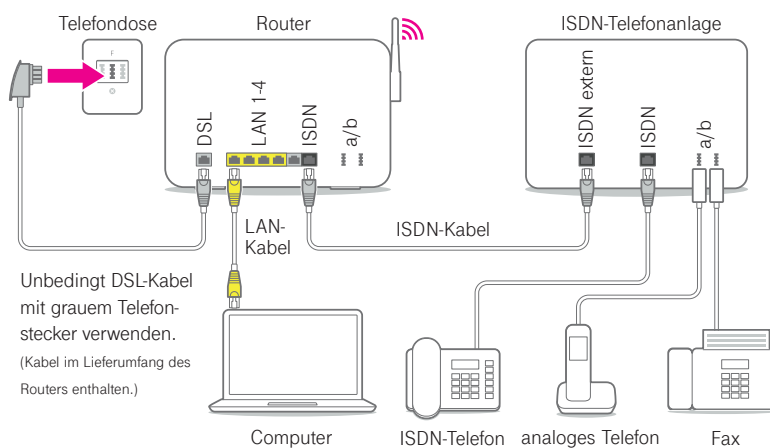 Telefondose
Router
ISDN-Telefonanlage
F
DSL
LAN 1-4
ISDN
a/b
ISDN extern
ISDN
a/b
LAN-
Kabel
ISDN-Kabel
Unbedingt DSL-Kabel
mit grauem Telefon-
stecker verwenden.
(Kabel im Lieferumfang des
Routers enthalten.)
Computer
ISDN-Telefon
analoges Telefon
Fax